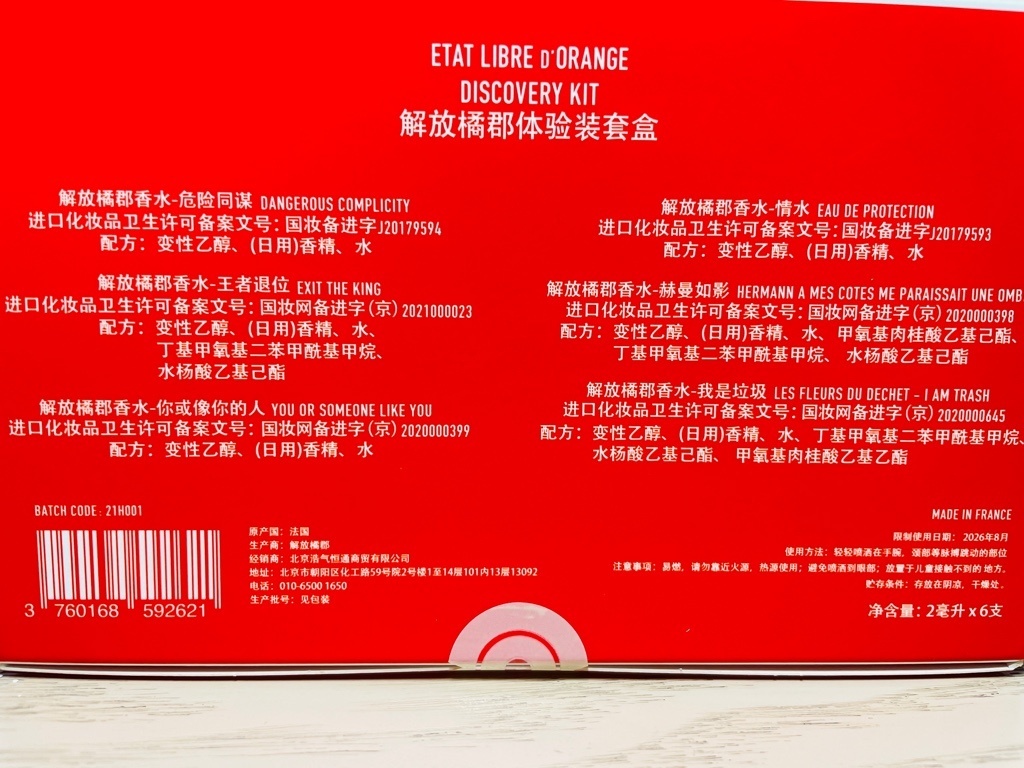 ETAT LIBRE D'ORANGE
DISCOVERY KIT
解放橘郡体验装套盒
解放橘郡香水-危险同谋 DANGEROUS COMPLICITY
进口化妆品卫生许可备案文号：国妆备进字J20179594
配方：变性乙醇、(日用)香精、水
解放橘郡香水-王者退位 EXIT THE KING
进口化妆品卫生许可备案文号：国妆网备进字(京) 2021000023
配方：变性乙醇、(日用)香精、水、
丁基甲氧基二苯甲酰基甲烷、
水杨酸乙基己酯
解放橘郡香水-你或像你的人 YOU OR SOMEONE LIKE YOU
进口化妆品卫生许可备案文号：国妆网备进字(京) 2020000399
配方：变性乙醇、(日用)香精、水
解放橘郡香水-情水 EAU DE PROTECTION
进口化妆品卫生许可备案文号：国妆备进字J20179593
配方：变性乙醇、(日用)香精、水
解放橘郡香水-赫曼如影 HERMANN A MES COTES ME PARAISSAIT UNE OMB
进口化妆品卫生许可备案文号：国妆网备进字(京) 2020000398
配方：变性乙醇、(日用)香精、水、甲氧基肉桂酸乙基己酯、
丁基甲氧基二苯甲酰基甲烷、水杨酸乙基己酯
解放橘郡香水-我是垃圾 LES FLEURS DU DECHET - I AM TRASH
进口化妆品卫生许可备案文号：国妆网备进字(京) 2020000645
配方：变性乙醇、(日用)香精、水、丁基甲氧基二苯甲酰基甲烷、
水杨酸乙基己酯、甲氧基肉桂酸乙基乙酯
BATCH CODE: 21H001
3 760168 592621
原产国：法国
生产商：解放橘郡
经销商：北京浩气恒通商贸有限公司
地址：北京市朝阳区化工路59号院2号楼1至14层101内13层13092
电话：010-6500 1650
生产批号：见包装
MADE IN FRANCE
限制使用日期：2026年8月
使用方法：轻轻喷洒在手腕，颈部等脉搏跳动的部位
注意事项：易燃，请勿靠近火源，热源使用；避免喷洒到眼部；放置于儿童接触不到的地方。
贮存条件：存放在阴凉，干燥处。
净含量：2毫升 x 6支